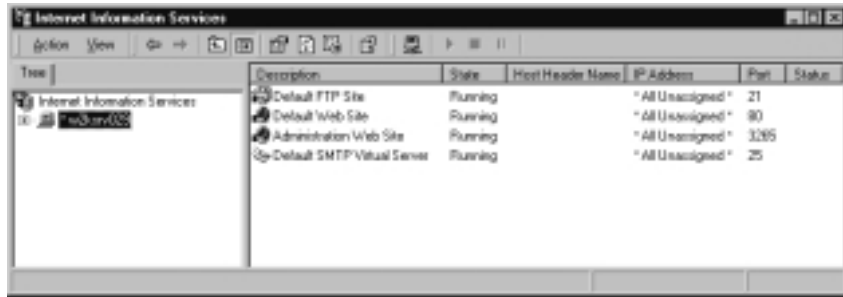 Internet Information Services
Action View
Tree
Description State Host Header Name IP Address Port Status
Internet Information Services
* w2ksrv02S
Default FTP Site Running * All Unassigned * 21
Default Web Site Running * All Unassigned * 80
Administration Web Site Running * All Unassigned * 3285
Default SMTP Virtual Server Running * All Unassigned * 25